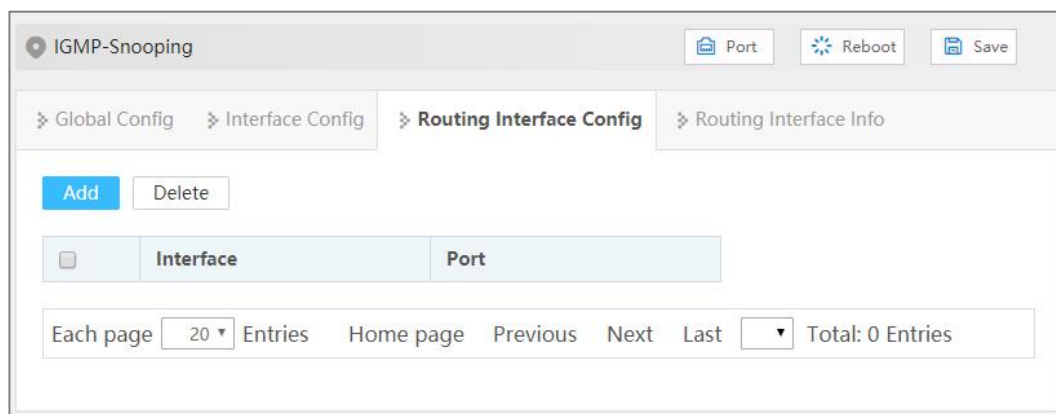 IGMP-Snooping Port Reboot Save
Global Config Interface Config Routing Interface Config Routing Interface Info
Add Delete
Interface Port
Each page 20 Entries Home page Previous Next Last Total: 0 Entries